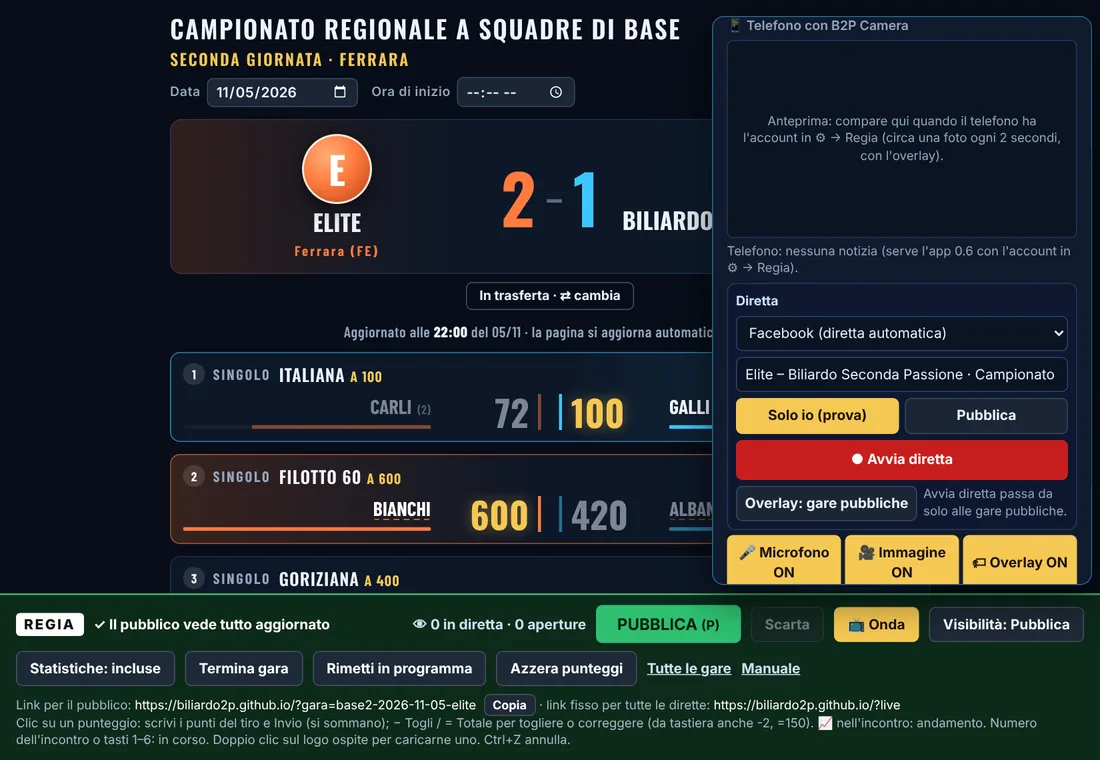 CAMPIONATO REGIONALE A SQUADRE DI BASE
SECONDA GIORNATA · FERRARA
Data 11/05/2026 Ora di inizio --:-- --
E
ELITE
Ferrara (FE)
2 – 1
BILIARDO
In trasferta · ⇄ cambia
Aggiornato alle 22:00 del 05/11 · la pagina si aggiorna automatic
1 SINGOLO ITALIANA A 100
CARLI (2) 72 100 GALLI
2 SINGOLO FILOTTO 60 A 600
BIANCHI 600 420 ALBAN
3 SINGOLO GORIZIANA A 400
📱 Telefono con B2P Camera
Anteprima: compare qui quando il telefono ha
l'account in ⚙ → Regia (circa una foto ogni 2 secondi,
con l'overlay).
Telefono: nessuna notizia (serve l'app 0.6 con l'account in
⚙ → Regia).
Diretta
Facebook (diretta automatica)
Elite – Biliardo Seconda Passione · Campionato
Solo io (prova) Pubblica
● Avvia diretta
Overlay: gare pubbliche
Avvia diretta passa da
solo alle gare pubbliche.
🎤 Microfono
ON
🎥 Immagine
ON
🏷 Overlay ON
REGIA ✓ Il pubblico vede tutto aggiornato 👁 0 in diretta · 0 aperture PUBBLICA (P) Scarta 📺 Onda Visibilità: Pubblica
Statistiche: incluse Termina gara Rimetti in programma Azzera punteggi Tutte le gare Manuale
Link per il pubblico: https://biliardo2p.github.io/?gara=base2-2026-11-05-elite Copia · link fisso per tutte le dirette: https://biliardo2p.github.io/?live
Clic su un punteggio: scrivi i punti del tiro e Invio (si sommano); − Togli / = Totale per togliere o correggere (da tastiera anche -2, =150). 📈 nell'incontro: andamento. Numero
dell'incontro o tasti 1–6: in corso. Doppio clic sul logo ospite per caricarne uno. Ctrl+Z annulla.